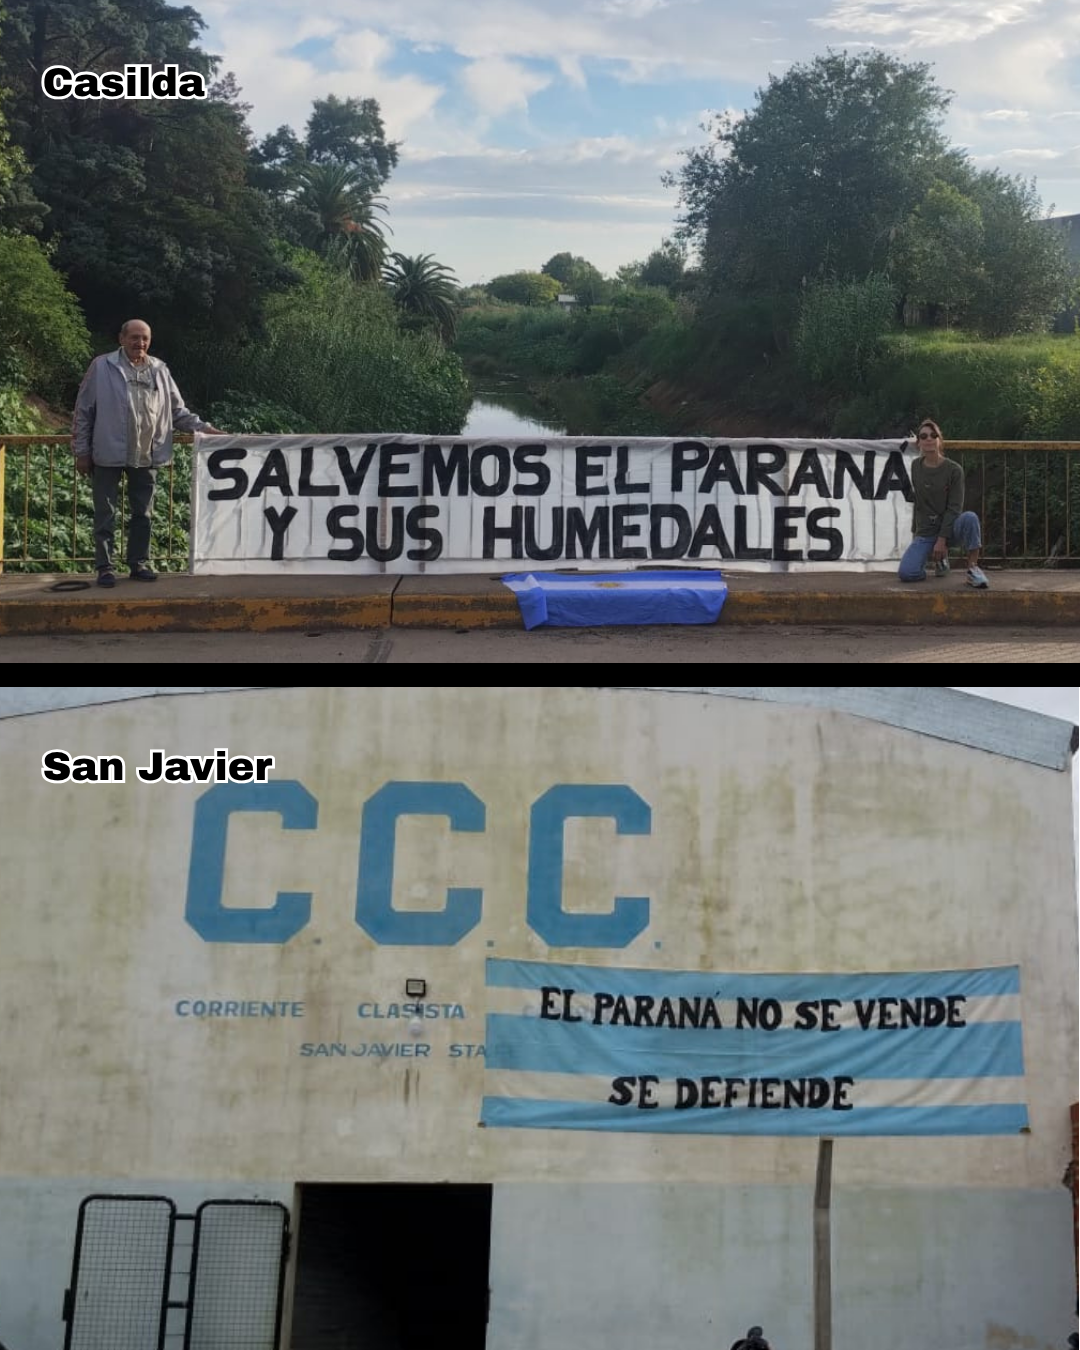 Casilda
SALVEMOS EL PARANÁ
Y SUS HUMEDALES
San Javier
C.C.C.
CORRIENTE CLASISTA
SAN JAVIER STA
EL PARANÁ NO SE VENDE
SE DEFIENDE